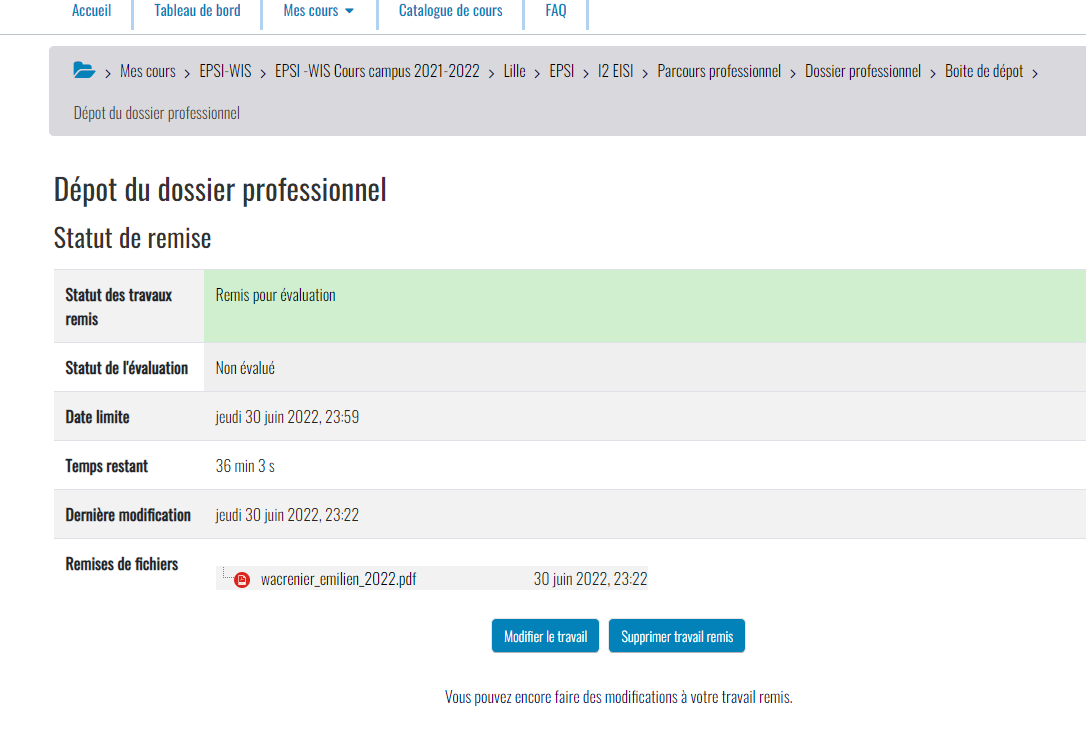 Accueil Tableau de bord Mes cours Catalogue de cours FAQ
> Mes cours > EPSI-WIS > EPSI -WIS Cours campus 2021-2022 > Lille > EPSI > I2 EISI > Parcours professionnel > Dossier professionnel > Boite de dépot >
Dépot du dossier professionnel
Dépot du dossier professionnel
Statut de remise
Statut des travaux remis Remis pour évaluation
Statut de l'évaluation Non évalué
Date limite jeudi 30 juin 2022, 23:59
Temps restant 36 min 3 s
Dernière modification jeudi 30 juin 2022, 23:22
Remises de fichiers
wacrenier_emilien_2022.pdf 30 juin 2022, 23:22
Modifier le travail Supprimer travail remis
Vous pouvez encore faire des modifications à votre travail remis.